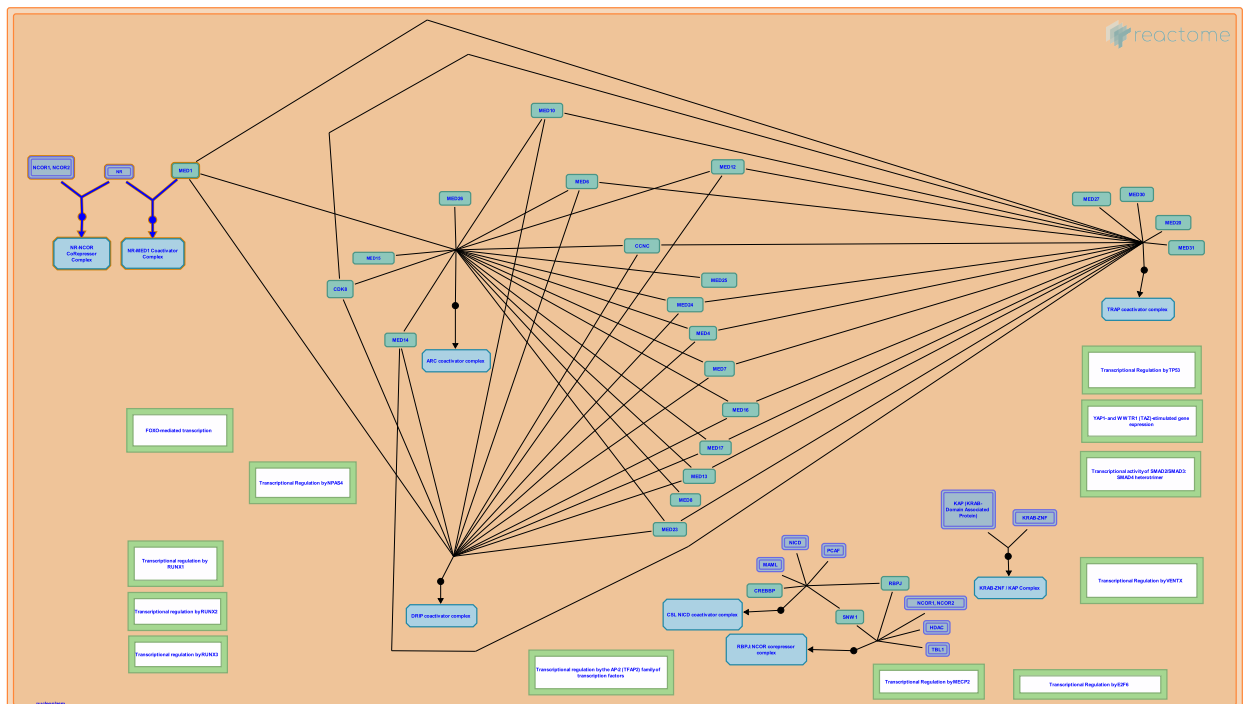 reactome
MED10
NCOR1, NCOR2
NR
MED1
MED12
MED9
MED26
MED27
MED30
MED28
MED31
NR-NCOR
CoRepressor
Complex
NR-MED1 Coactivator
Complex
CCNC
MED15
CDK8
MED25
MED24
TRAP coactivator complex
MED14
MED4
ARC coactivator complex
MED7
Transcriptional Regulation by TP53
MED16
YAP1- and WWTR1 (TAZ)-stimulated gene
expression
FOXO-mediated transcription
MED17
Transcriptional Regulation by NPAS4
MED13
Transcriptional activity of SMAD2/SMAD3:
SMAD4 heterotrimer
MED6
KAP (KRAB-
Domain Associated
Protein)
KRAB-ZNF
MED23
NICD
PCAF
MAML
Transcriptional regulation by
RUNX1
CREBBP
RBPJ
KRAB-ZNF / KAP Complex
Transcriptional Regulation by VENTX
NCOR1, NCOR2
Transcriptional regulation by RUNX2
DRIP coactivator complex
CSL NICD coactivator complex
SNW1
HDAC
RBPJ:NCOR corepressor
complex
TBL1
Transcriptional regulation by RUNX3
Transcriptional regulation by the AP-2 (TFAP2) family of
transcription factors
Transcriptional Regulation by MECP2
Transcriptional Regulation by E2F6